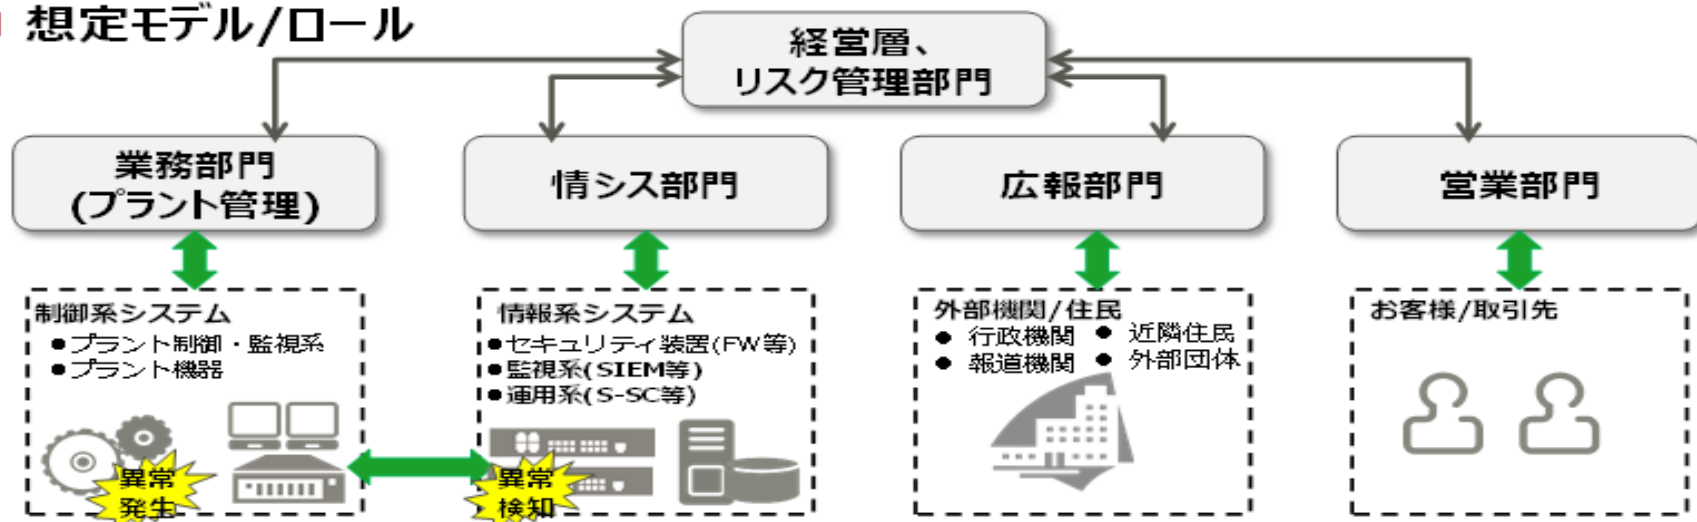 想定モデル/ロール
経営層、
リスク管理部門
業務部門
(プラント管理)
情シス部門
広報部門
営業部門
制御系システム
●プラント制御・監視系
●プラント機器
異常
発生
情報系システム
●セキュリティ装置(FW等)
●監視系(SIEM等)
●運用系(S-SC等)
異常
検知
外部機関/住民
● 行政機関 ● 近隣住民
● 報道機関 ● 外部団体
お客様/取引先